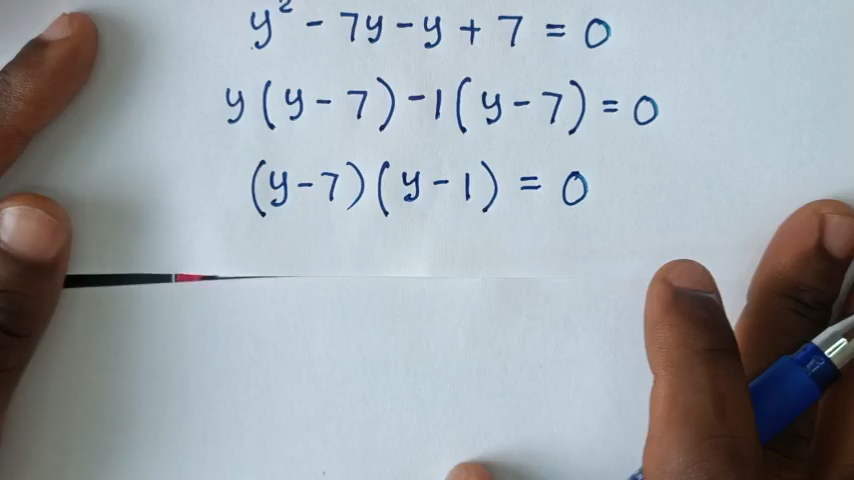 y² - 7y - y + 7 = 0
y(y - 7) - 1(y - 7) = 0
(y - 7)(y - 1) = 0